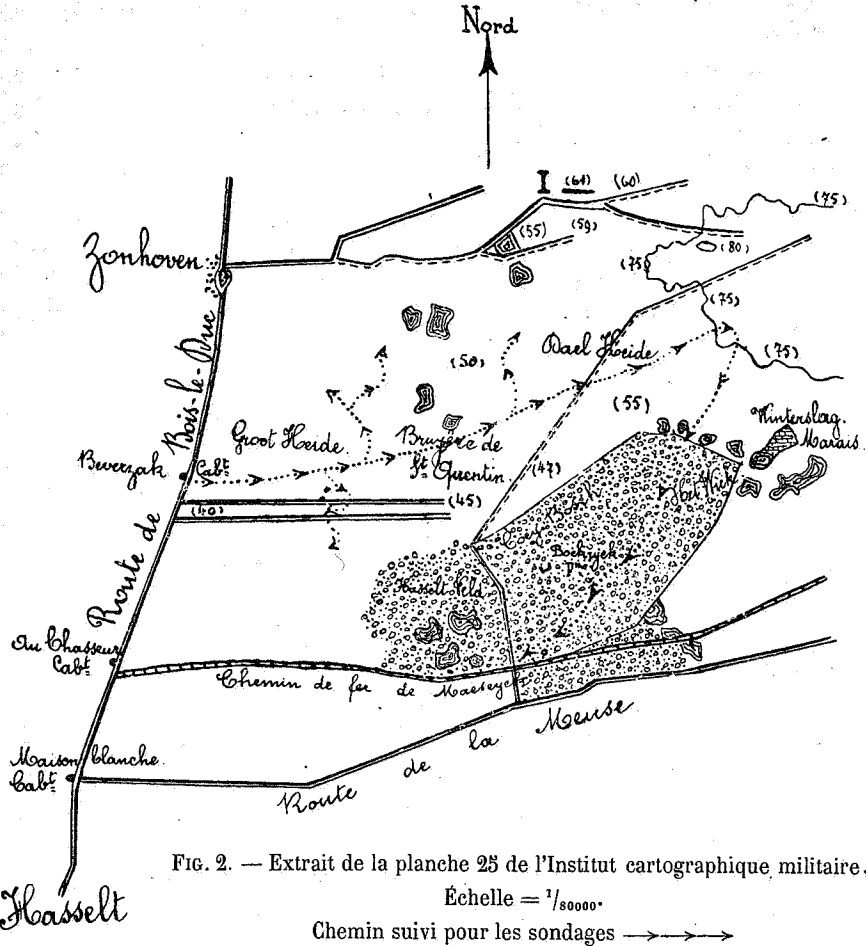 Nord
I (61) (60)
(75)
(55) (59)
(80)
Zonhoven
(75)
(75)
Dael Heide
(50)
(75)
(55)
Winterslag
Marais
Groot Heide
Bruyère de
St Quentin
Beverzak Cabt
(47)
(45)
(40)
Bockryck
Hasselt Veld
Route de Bois-le-Duc
Au Chasseur
Cabt
Chemin de fer de Maeseyck
Maison blanche
Cabt
Route de la Meuse
Hasselt
FIG. 2. — Extrait de la planche 25 de l'Institut cartographique militaire.
Échelle = 1/80000.
Chemin suivi pour les sondages